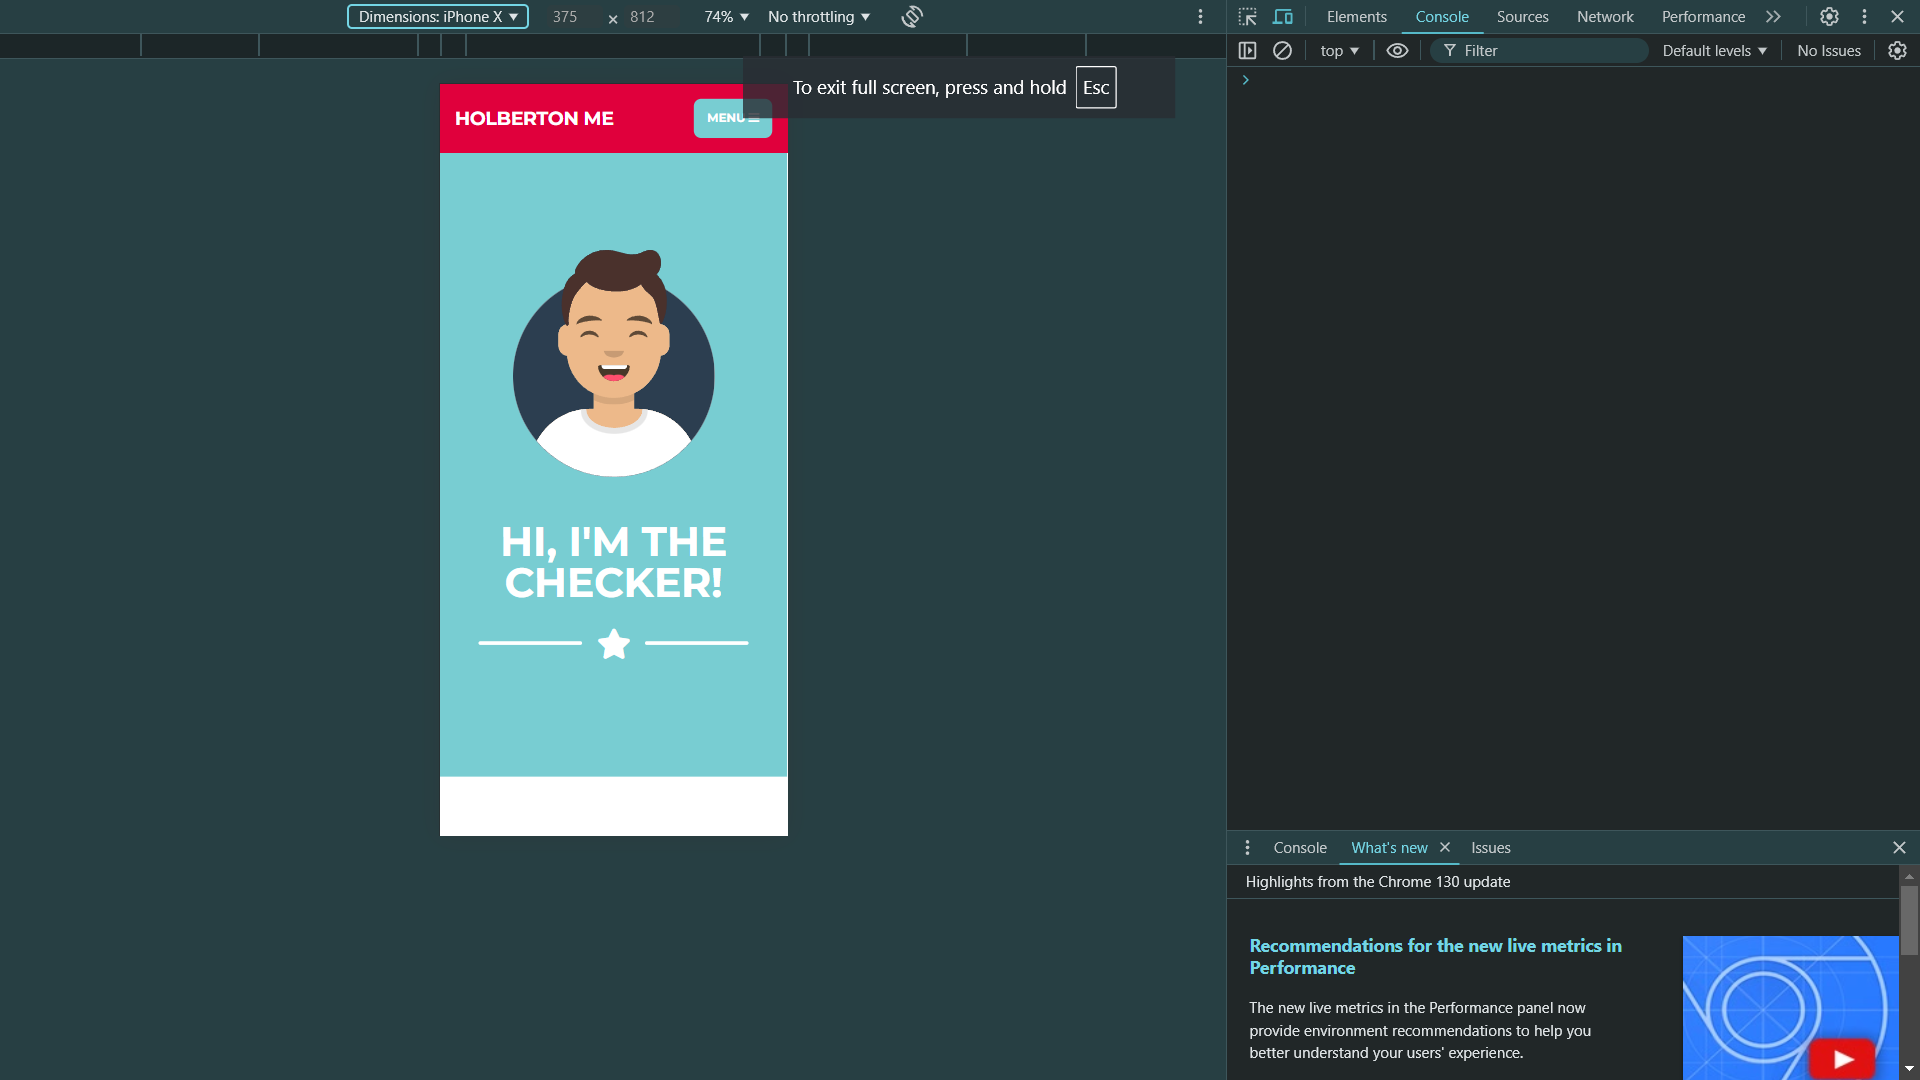 Dimensions: iPhone X 375 × 812 74% No throttling
Elements Console Sources Network Performance
top Filter Default levels No Issues
To exit full screen, press and hold Esc
HOLBERTON ME MENU
HI, I'M THE
CHECKER!
Console What's new Issues
Highlights from the Chrome 130 update
Recommendations for the new live metrics in
Performance
The new live metrics in the Performance panel now
provide environment recommendations to help you
better understand your users' experience.